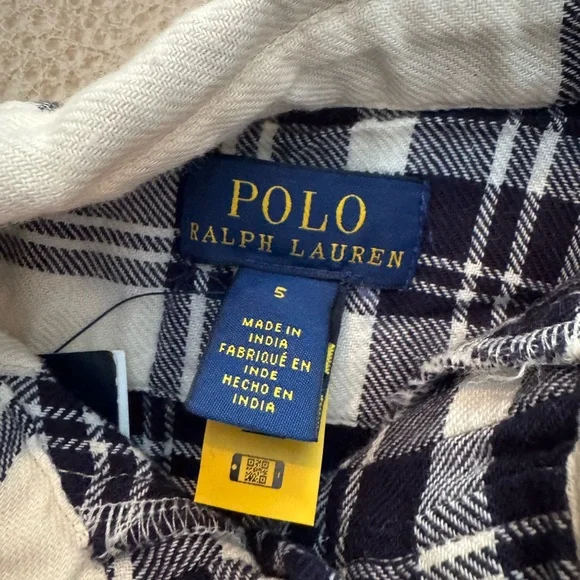 POLO
RALPH LAUREN
5
MADE IN
INDIA
FABRIQUÉ EN
INDE
HECHO EN
INDIA